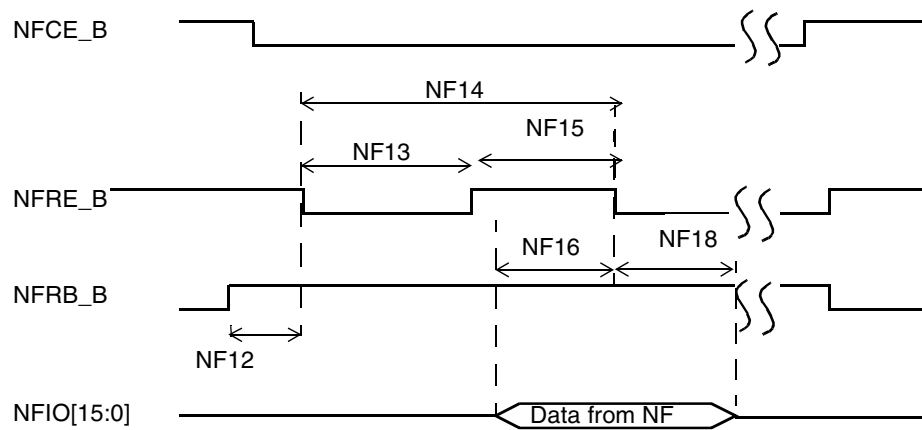 NFCE_B
NF14
NF15
NF13
NFRE_B
NF16
NF18
NFRB_B
NF12
NFIO[15:0]
Data from NF